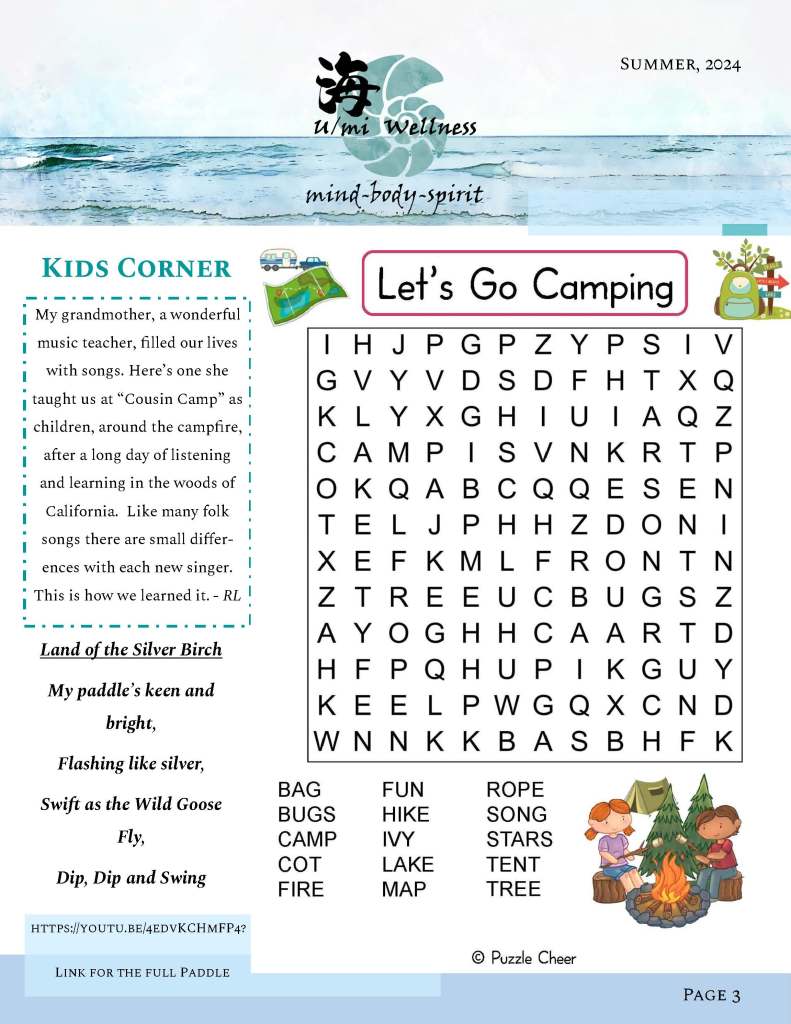 SUMMER, 2024
海
U/mi Wellness
mind-body-spirit
KIDS CORNER
My grandmother, a wonderful
music teacher, filled our lives
with songs. Here's one she
taught us at “Cousin Camp” as
children, around the campfire,
after a long day of listening
and learning in the woods of
California.  Like many folk
songs there are small differ-
ences with each new singer.
This is how we learned it. - RL
Land of the Silver Birch
My paddle's keen and
bright,
Flashing like silver,
Swift as the Wild Goose
Fly,
Dip, Dip and Swing
HTTPS://YOUTU.BE/4EDVKCHMFP4?
LINK FOR THE FULL PADDLE
Let's Go Camping
I H J P G P Z Y P S I V
G V Y V D S D F H T X Q
K L Y X G H I U I A Q Z
C A M P I S V N K R T P
O K Q A B C Q Q E S E N
T E L J P H H Z D O N I
X E F K M L F R O N T N
Z T R E E U C B U G S Z
A Y O G H H C A A R T D
H F P Q H U P I K G U Y
K E E L P W G Q X C N D
W N N K K B A S B H F K
BAG FUN ROPE
BUGS HIKE SONG
CAMP IVY STARS
COT LAKE TENT
FIRE MAP TREE
© Puzzle Cheer
PAGE 3